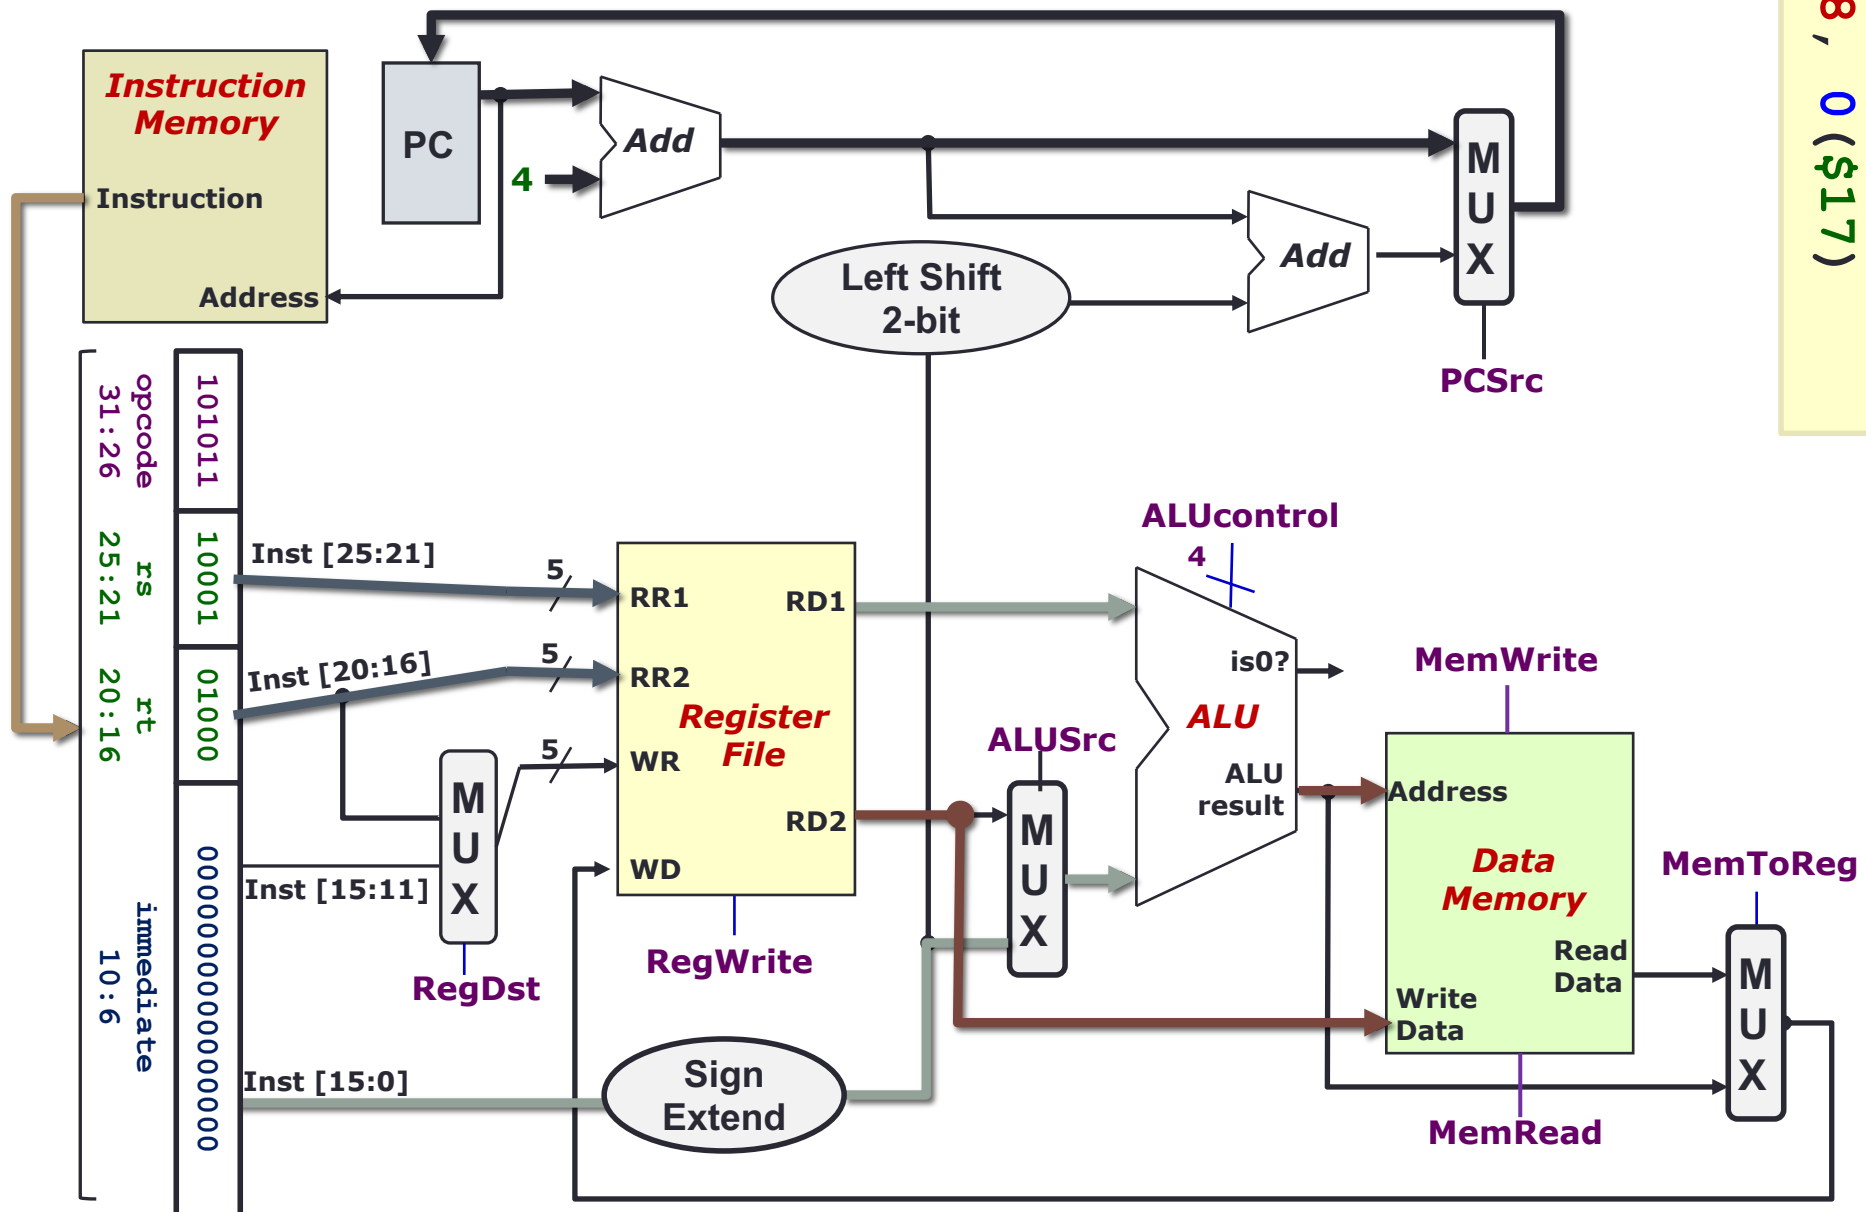 8, 0($17)
Instruction
Memory
Instruction
Address
PC
4
Add
Left Shift
2-bit
Add
M
U
X
PCSrc
opcode
31:26
101011
rs
25:21
10001
rt
20:16
01000
immediate
10:6
0000000000000000
Inst [25:21]
5
Inst [20:16]
5
5
M
U
X
Inst [15:11]
RegDst
Inst [15:0]
RR1
RD1
RR2
Register
File
WR
RD2
WD
RegWrite
Sign
Extend
ALUcontrol
4
is0?
ALU
ALU
result
ALUSrc
M
U
X
MemWrite
Address
Data
Memory
Read
Data
Write
Data
MemRead
MemToReg
M
U
X